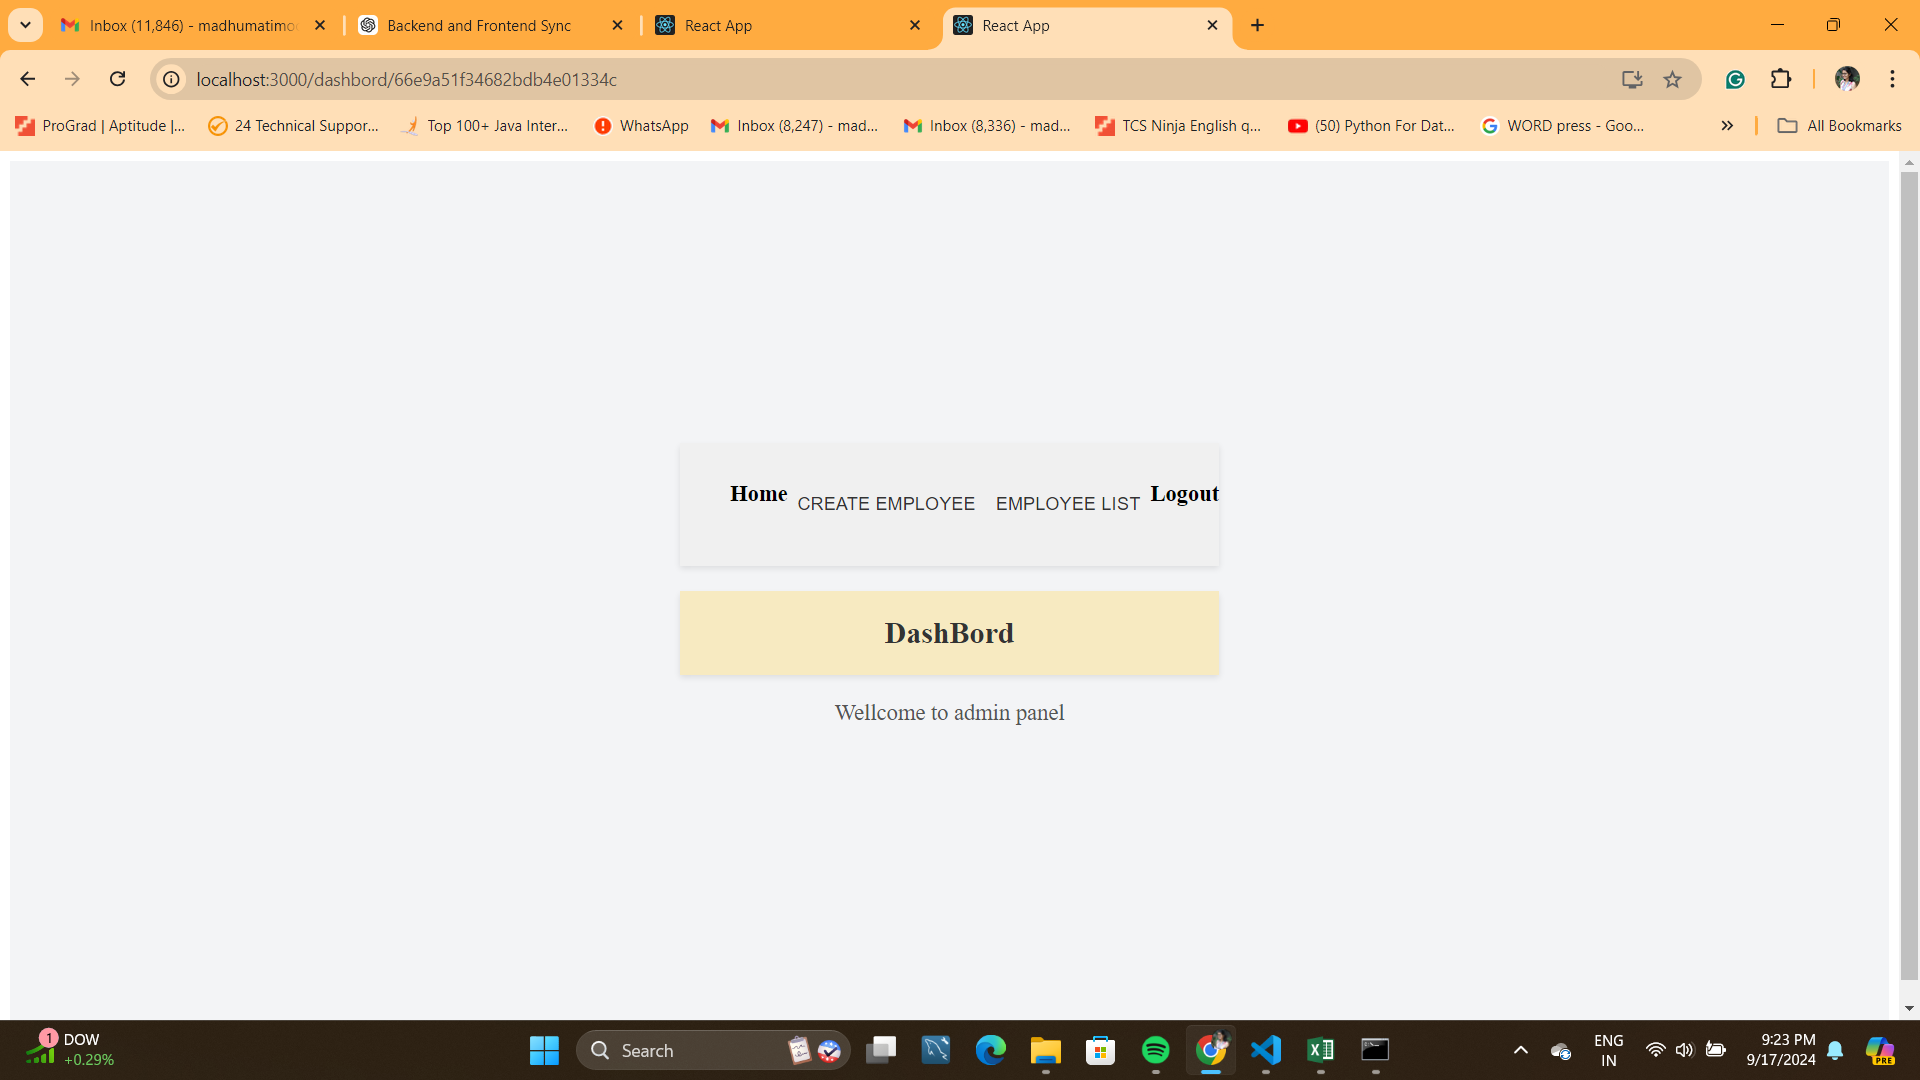 Inbox (11,846) - madhumatimo
Backend and Frontend Sync
React App
React App
localhost:3000/dashbord/66e9a51f34682bdb4e01334c
ProGrad | Aptitude |...
24 Technical Suppor...
Top 100+ Java Inter...
WhatsApp
Inbox (8,247) - mad...
Inbox (8,336) - mad...
TCS Ninja English q...
(50) Python For Dat...
WORD press - Goo...
All Bookmarks
Home
CREATE EMPLOYEE
EMPLOYEE LIST
Logout
DashBord
Wellcome to admin panel
1
DOW
+0.29%
Search
ENG
IN
9:23 PM
9/17/2024
PRE